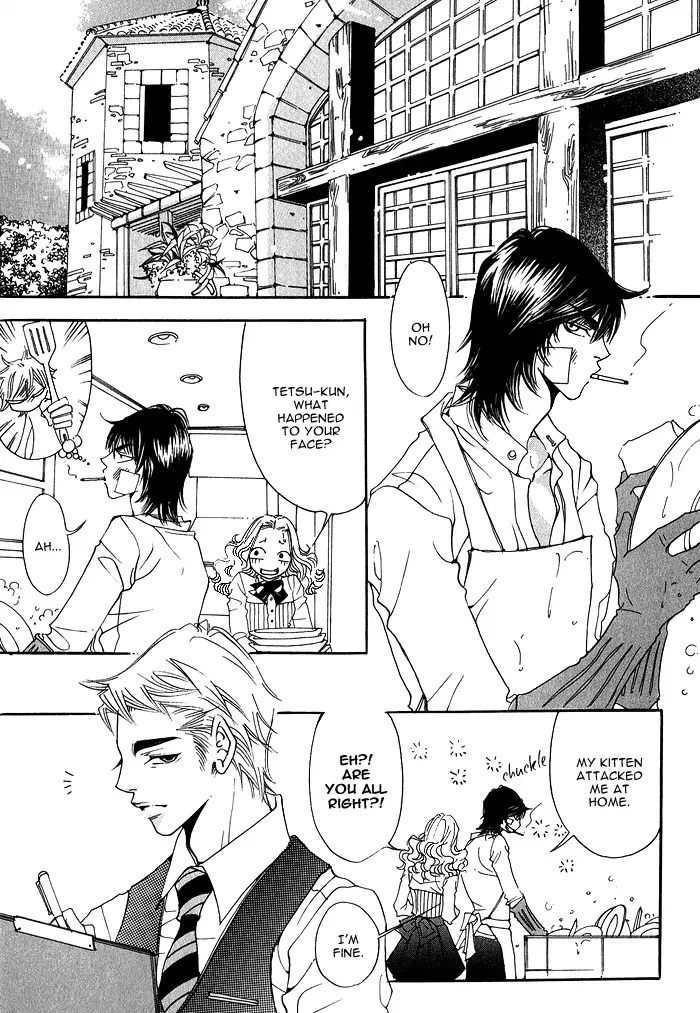 OH
NO!
TETSU-KUN,
WHAT
HAPPENED
TO YOUR
FACE?
AH...
MY KITTEN
ATTACKED
ME AT
HOME.
chuckle
EH?!
ARE
YOU ALL
RIGHT?!
I'M
FINE.